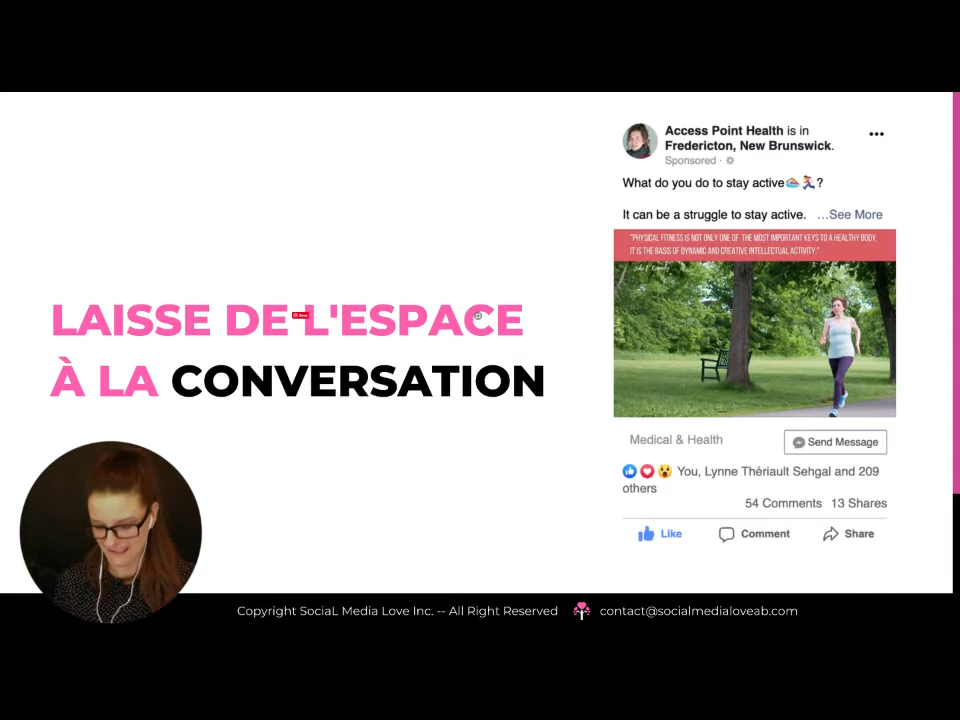 LAISSE DE L'ESPACE
À LA CONVERSATION
Save
Access Point Health is in
Fredericton, New Brunswick.
Sponsored ·
What do you do to stay active?
It can be a struggle to stay active. ...See More
"PHYSICAL FITNESS IS NOT ONLY ONE OF THE MOST IMPORTANT KEYS TO A HEALTHY BODY,
IT IS THE BASIS OF DYNAMIC AND CREATIVE INTELLECTUAL ACTIVITY."
John F. Kennedy
Medical & Health
Send Message
You, Lynne Thériault Sehgal and 209
others
54 Comments 13 Shares
Like Comment Share
Copyright SociaL Media Love Inc. -- All Right Reserved contact@socialmedialoveab.com